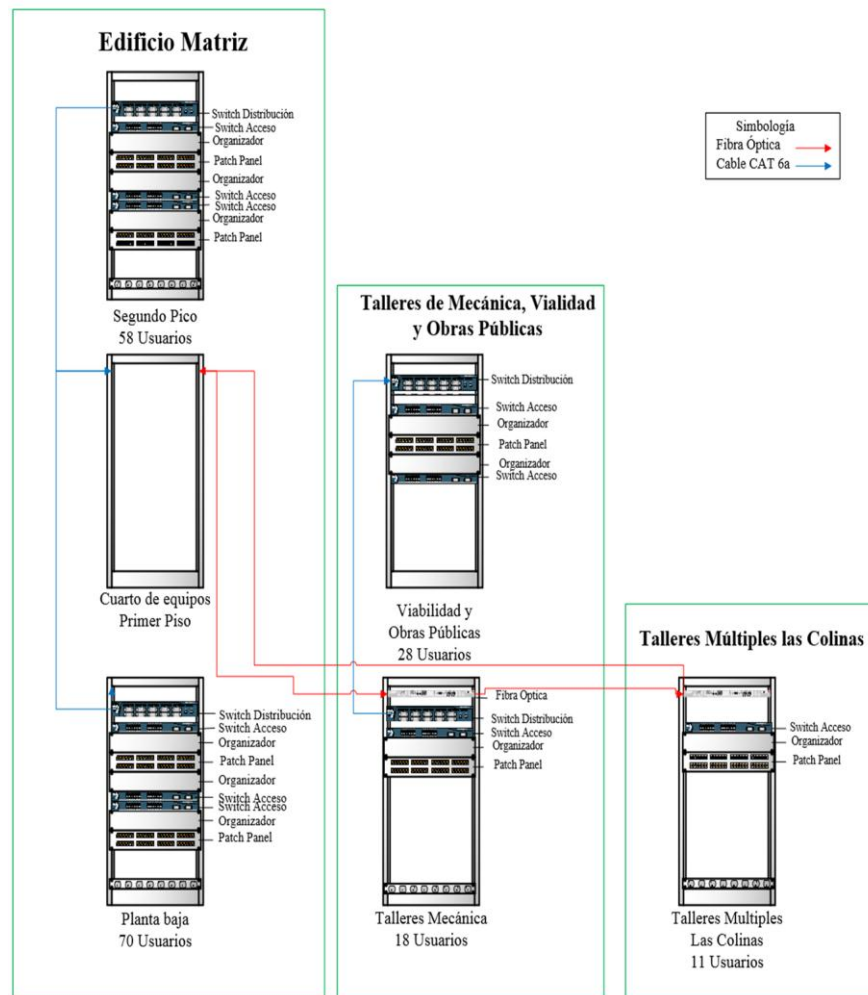 Edificio Matriz
Switch Distribución
Switch Acceso
Organizador
Patch Panel
Organizador
Switch Acceso
Switch Acceso
Organizador
Patch Panel
Segundo Pico
58 Usuarios
Simbología
Fibra Óptica
Cable CAT 6a
Cuarto de equipos
Primer Piso
Talleres de Mecánica, Vialidad
y Obras Públicas
Switch Distribución
Switch Acceso
Organizador
Patch Panel
Organizador
Switch Acceso
Viabilidad y
Obras Públicas
28 Usuarios
Switch Distribución
Switch Acceso
Organizador
Patch Panel
Organizador
Switch Acceso
Switch Acceso
Organizador
Patch Panel
Planta baja
70 Usuarios
Fibra Optica
Switch Distribución
Switch Acceso
Organizador
Patch Panel
Talleres Mecánica
18 Usuarios
Talleres Múltiples las Colinas
Switch Acceso
Organizador
Patch Panel
Talleres Multiples
Las Colinas
11 Usuarios